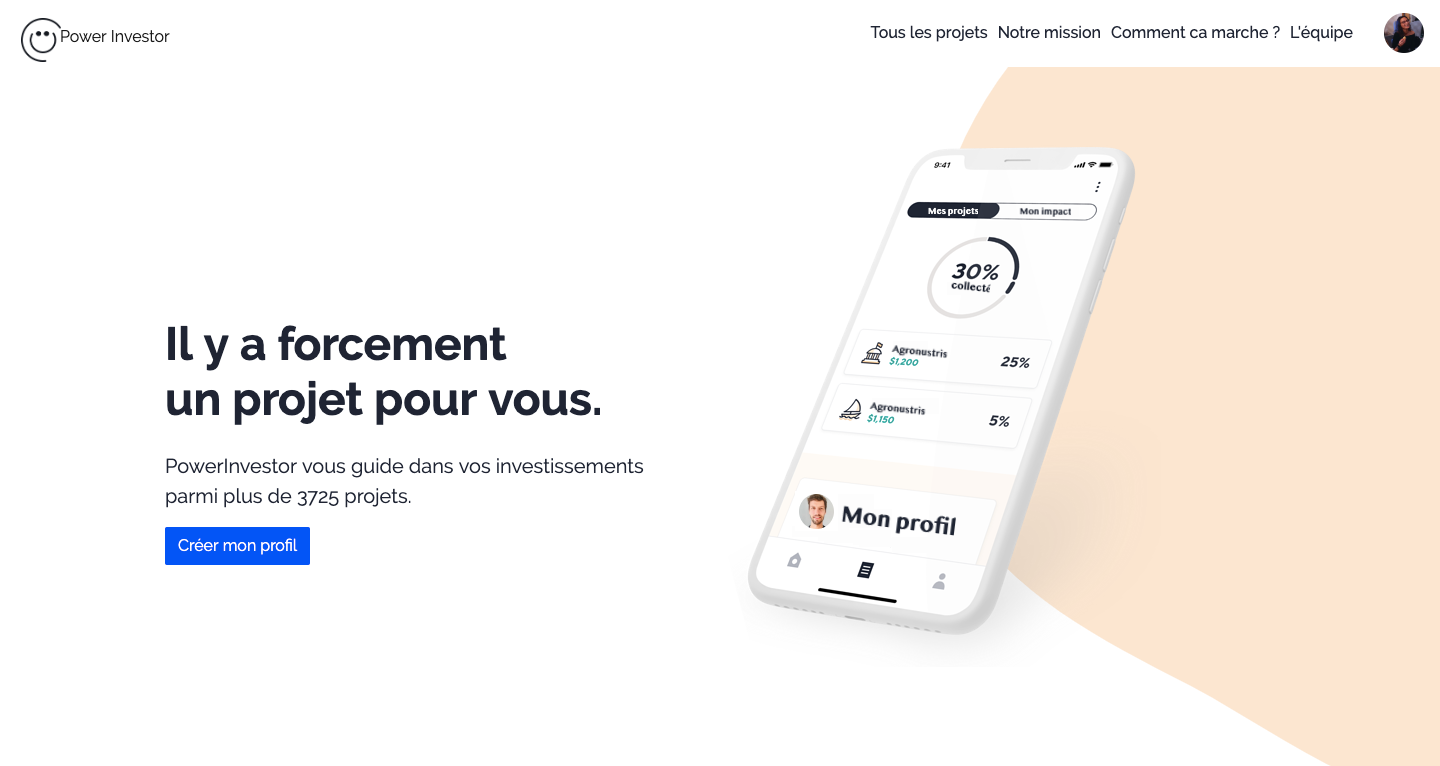 Power Investor
Tous les projets Notre mission Comment ca marche ? L'équipe
9:41
Mes projets Mon impact
30%
collecté
Agronustris
$1,200
25%
Agronustris
$1,150
5%
Mon profil
Il y a forcement
un projet pour vous.
PowerInvestor vous guide dans vos investissements
parmi plus de 3725 projets.
Créer mon profil